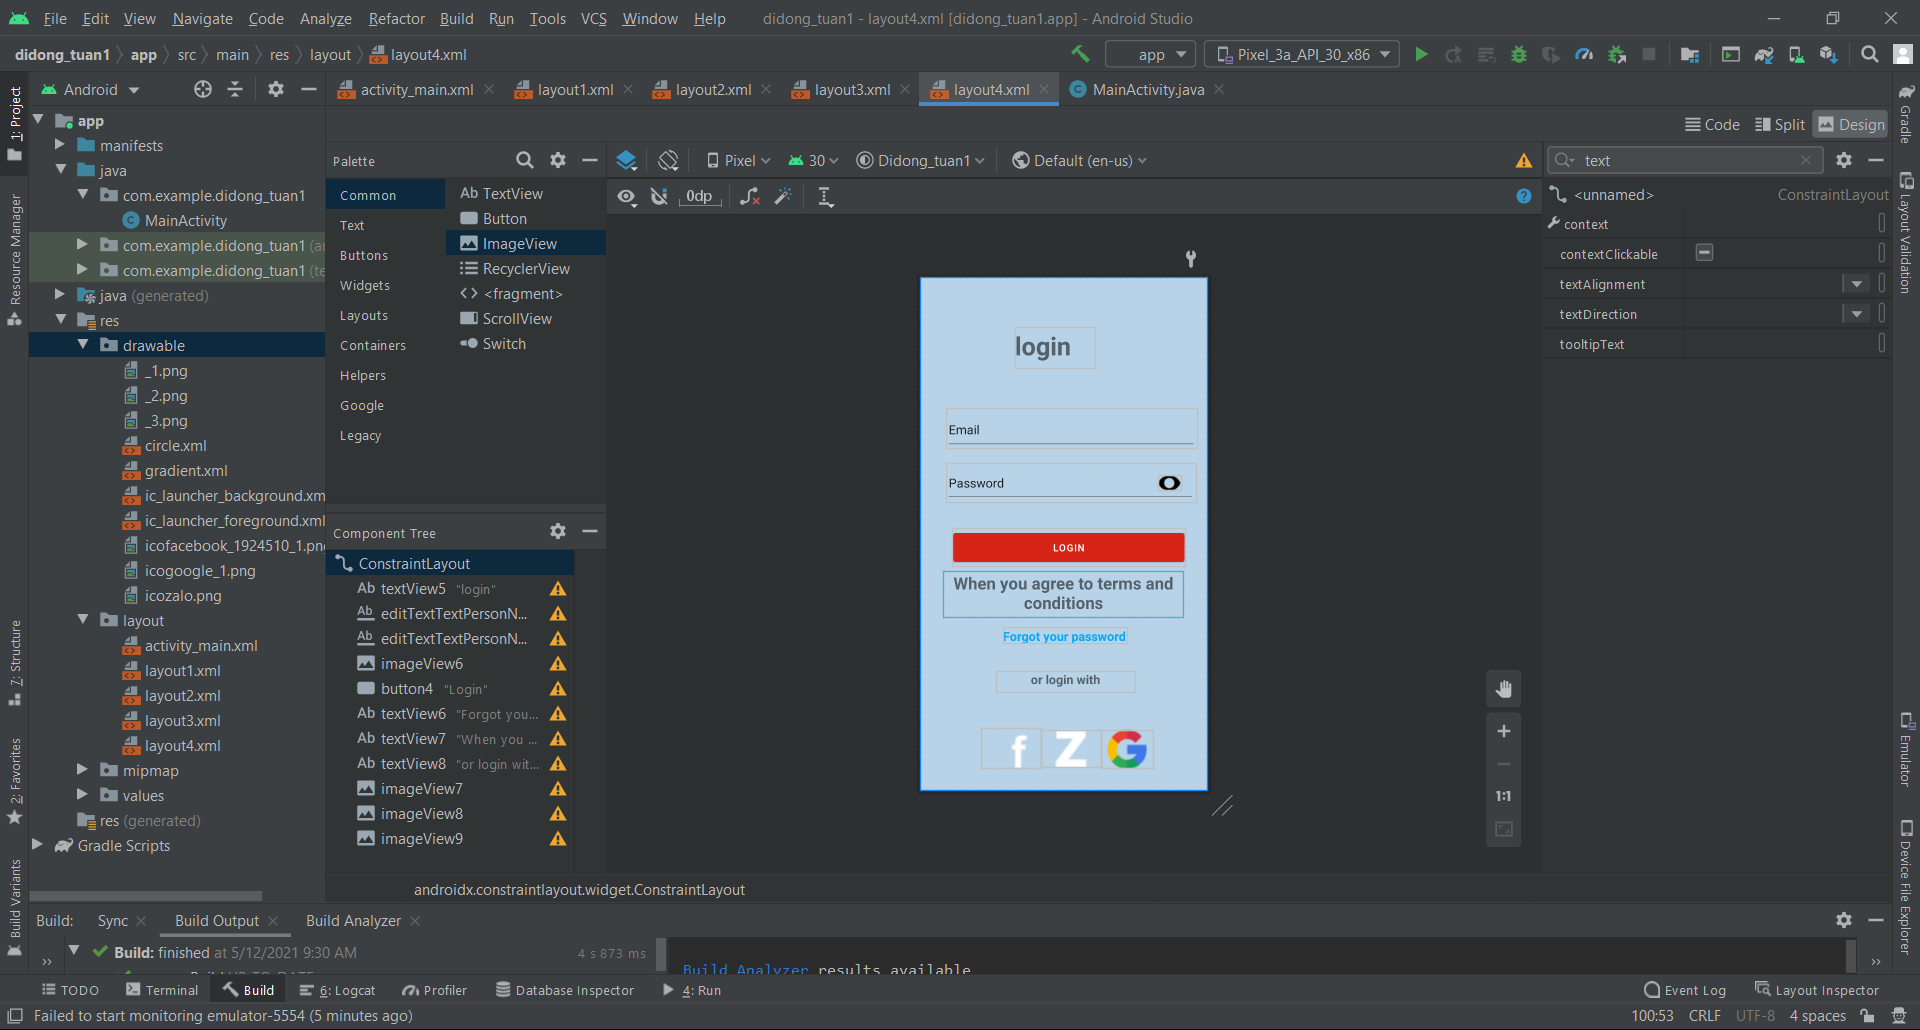 File Edit View Navigate Code Analyze Refactor Build Run Tools VCS Window Help didong_tuan1 - layout4.xml [didong_tuan1.app] - Android Studio
didong_tuan1 app src main res layout layout4.xml app Pixel_3a_API_30_x86
Android activity_main.xml layout1.xml layout2.xml layout3.xml layout4.xml MainActivity.java
Code Split Design
1: Project
Resource Manager
7: Structure
2: Favorites
Build Variants
app
manifests
java
com.example.didong_tuan1
MainActivity
com.example.didong_tuan1
com.example.didong_tuan1
java (generated)
res
drawable
_1.png
_2.png
_3.png
circle.xml
gradient.xml
ic_launcher_background.xm
ic_launcher_foreground.xml
icofacebook_1924510_1.png
icogoogle_1.png
icozalo.png
layout
activity_main.xml
layout1.xml
layout2.xml
layout3.xml
layout4.xml
mipmap
values
res (generated)
Gradle Scripts
Palette
Common
Text
Buttons
Widgets
Layouts
Containers
Helpers
Google
Legacy
Ab TextView
Button
ImageView
RecyclerView
<fragment>
ScrollView
Switch
Component Tree
ConstraintLayout
Ab textView5 "login"
Ab editTextTextPersonN...
Ab editTextTextPersonN...
imageView6
button4 "Login"
Ab textView6 "Forgot you...
Ab textView7 "When you ...
Ab textView8 "or login wit...
imageView7
imageView8
imageView9
Pixel 30 Didong_tuan1 Default (en-us)
0dp
login
Email
Password
LOGIN
When you agree to terms and
conditions
Forgot your password
or login with
f Z G
1:1
text
<unnamed> ConstraintLayout
context
contextClickable
textAlignment
textDirection
tooltipText
Gradle
Layout Validation
Emulator
Device File Explorer
androidx.constraintlayout.widget.ConstraintLayout
Build: Sync Build Output Build Analyzer
Build: finished at 5/12/2021 9:30 AM 4 s 873 ms
Build Analyzer results available
TODO Terminal Build 6: Logcat Profiler Database Inspector 4: Run Event Log Layout Inspector
Failed to start monitoring emulator-5554 (5 minutes ago) 100:53 CRLF UTF-8 4 spaces